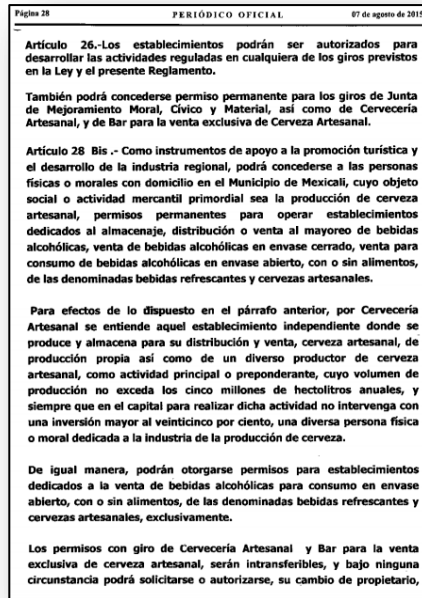 Página 28 PERIÓDICO OFICIAL 07 de agosto de 2015
Artículo 26.-Los establecimientos podrán ser autorizados para
desarrollar las actividades reguladas en cualquiera de los giros previstos
en la Ley y el presente Reglamento.
También podrá concederse permiso permanente para los giros de Junta
de Mejoramiento Moral, Cívico y Material, así como de Cervecería
Artesanal, y de Bar para la venta exclusiva de Cerveza Artesanal.
Artículo 28 Bis .- Como instrumentos de apoyo a la promoción turística y
el desarrollo de la industria regional, podrá concederse a las personas
físicas o morales con domicilio en el Municipio de Mexicali, cuyo objeto
social o actividad mercantil primordial sea la producción de cerveza
artesanal, permisos permanentes para operar establecimientos
dedicados al almacenaje, distribución o venta al mayoreo de bebidas
alcohólicas, venta de bebidas alcohólicas en envase cerrado, venta para
consumo de bebidas alcohólicas en envase abierto, con o sin alimentos,
de las denominadas bebidas refrescantes y cervezas artesanales.
Para efectos de lo dispuesto en el párrafo anterior, por Cervecería
Artesanal se entiende aquel establecimiento independiente donde se
produce y almacena para su distribución y venta, cerveza artesanal, de
producción propia así como de un diverso productor de cerveza
artesanal, como actividad principal o preponderante, cuyo volumen de
producción no exceda los cinco millones de hectolitros anuales, y
siempre que en el capital para realizar dicha actividad no intervenga con
una inversión mayor al veinticinco por ciento, una diversa persona física
o moral dedicada a la industria de la producción de cerveza.
De igual manera, podrán otorgarse permisos para establecimientos
dedicados a la venta de bebidas alcohólicas para consumo en envase
abierto, con o sin alimentos, de las denominadas bebidas refrescantes y
cervezas artesanales, exclusivamente.
Los permisos con giro de Cervecería Artesanal y Bar para la venta
exclusiva de cerveza artesanal, serán intransferibles, y bajo ninguna
circunstancia podrá solicitarse o autorizarse, su cambio de propietario,